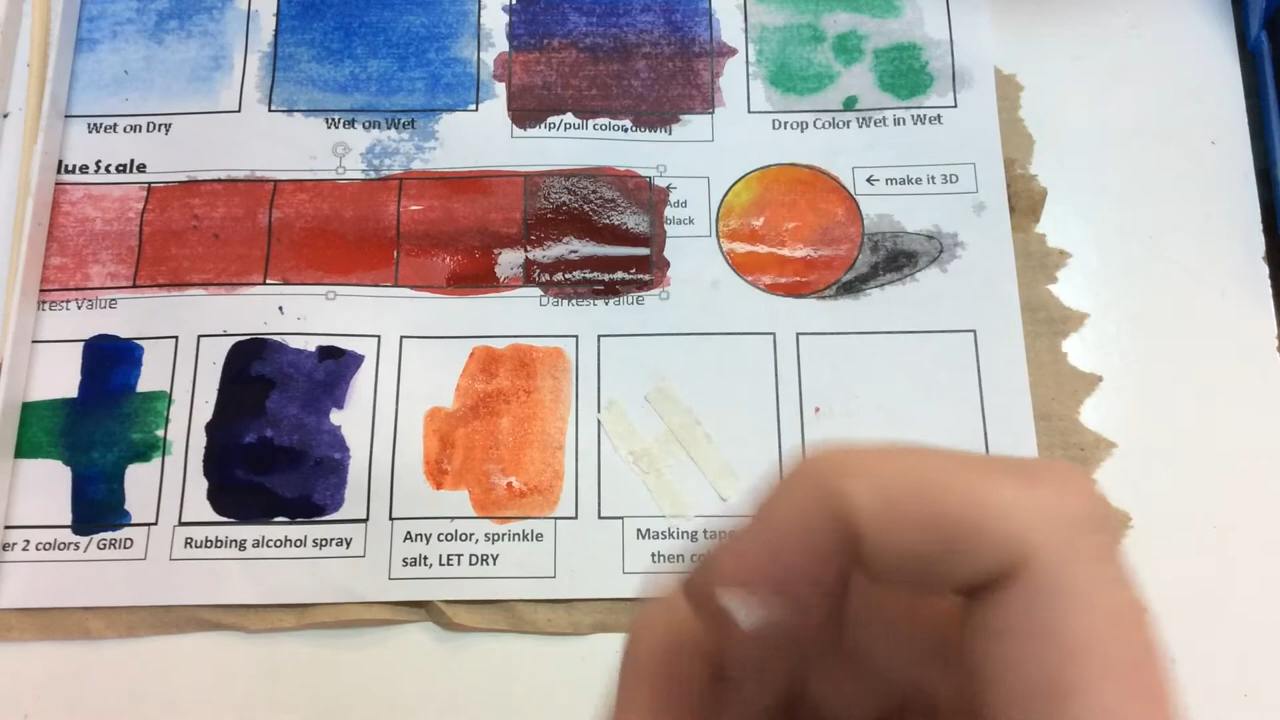 Wet on Dry
Wet on Wet
[Drip/pull color down]
Drop Color Wet in Wet
lue Scale
← Add
black
← make it 3D
test Value
Darkest Value
er 2 colors / GRID
Rubbing alcohol spray
Any color, sprinkle
salt, LET DRY
Masking tape
then